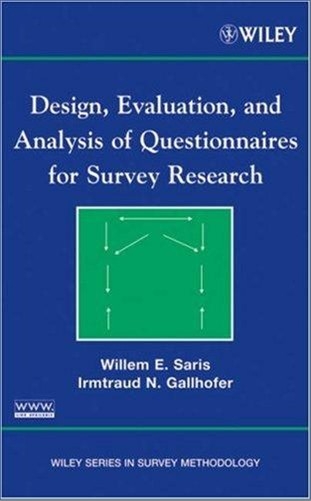 WILEY
Design, Evaluation, and
Analysis of Questionnaires
for Survey Research
Willem E. Saris
Irmtraud N. Gallhofer
www.
WILEY SERIES IN SURVEY METHODOLOGY